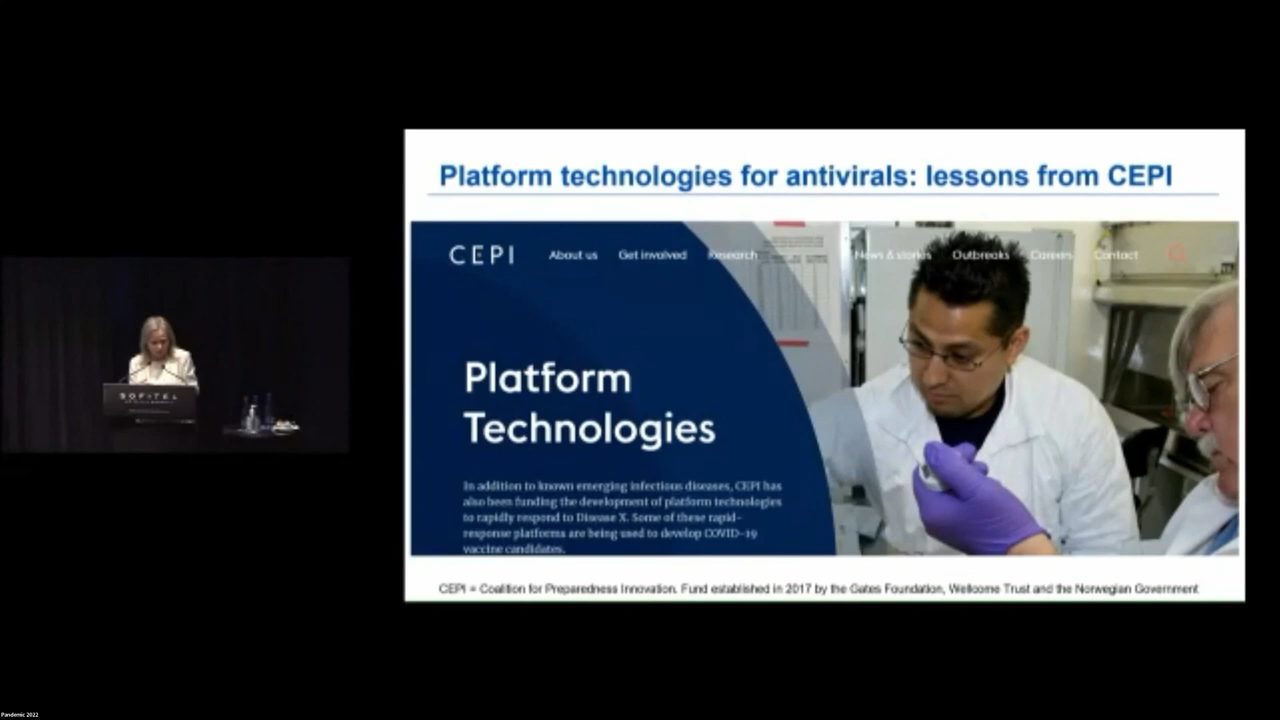 Platform technologies for antivirals: lessons from CEPI
CEPI About us Get involved Research News & stories Outbreaks Careers Contact
Platform
Technologies
In addition to known emerging infectious diseases, CEPI has
also been funding the development of platform technologies
to rapidly respond to Disease X. Some of these rapid-
response platforms are being used to develop COVID-19
vaccine candidates.
SOFITEL
CEPI = Coalition for Preparedness Innovation. Fund established in 2017 by the Gates Foundation, Wellcome Trust and the Norwegian Government
Pandemic 2022